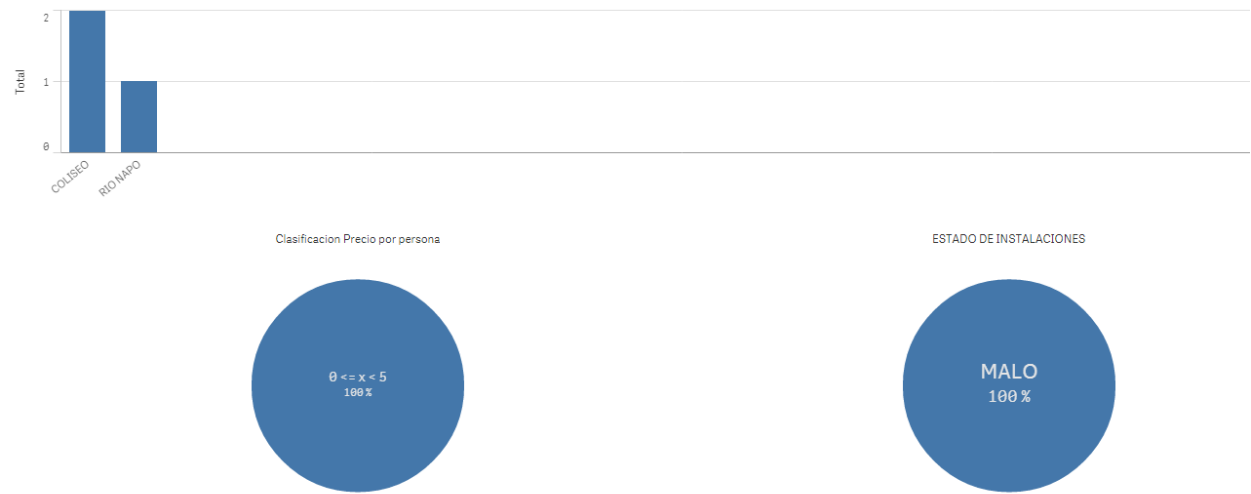 2
Total
1
0
COLISEO
RIO NAPO
Clasificacion Precio por persona
ESTADO DE INSTALACIONES
0 <= x < 5
100 %
MALO
100 %